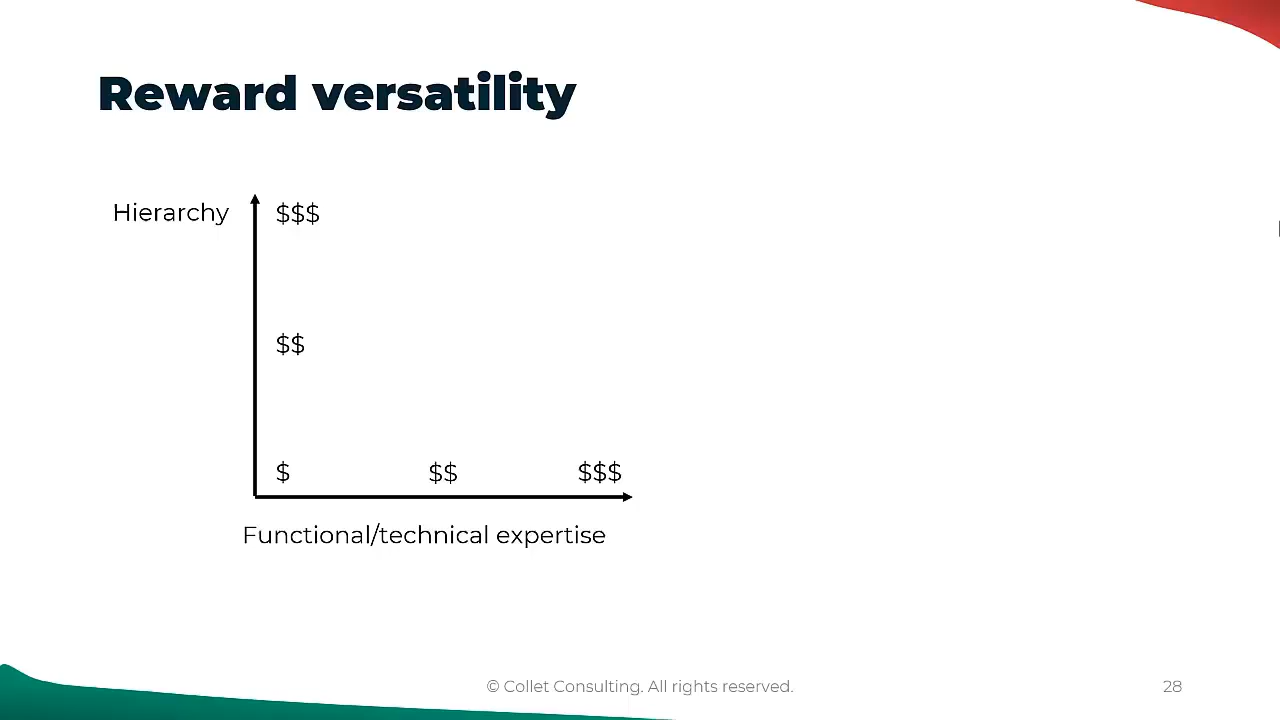 Reward versatility
Hierarchy $$$
$$
$ $$ $$$
Functional/technical expertise
© Collet Consulting. All rights reserved.
28